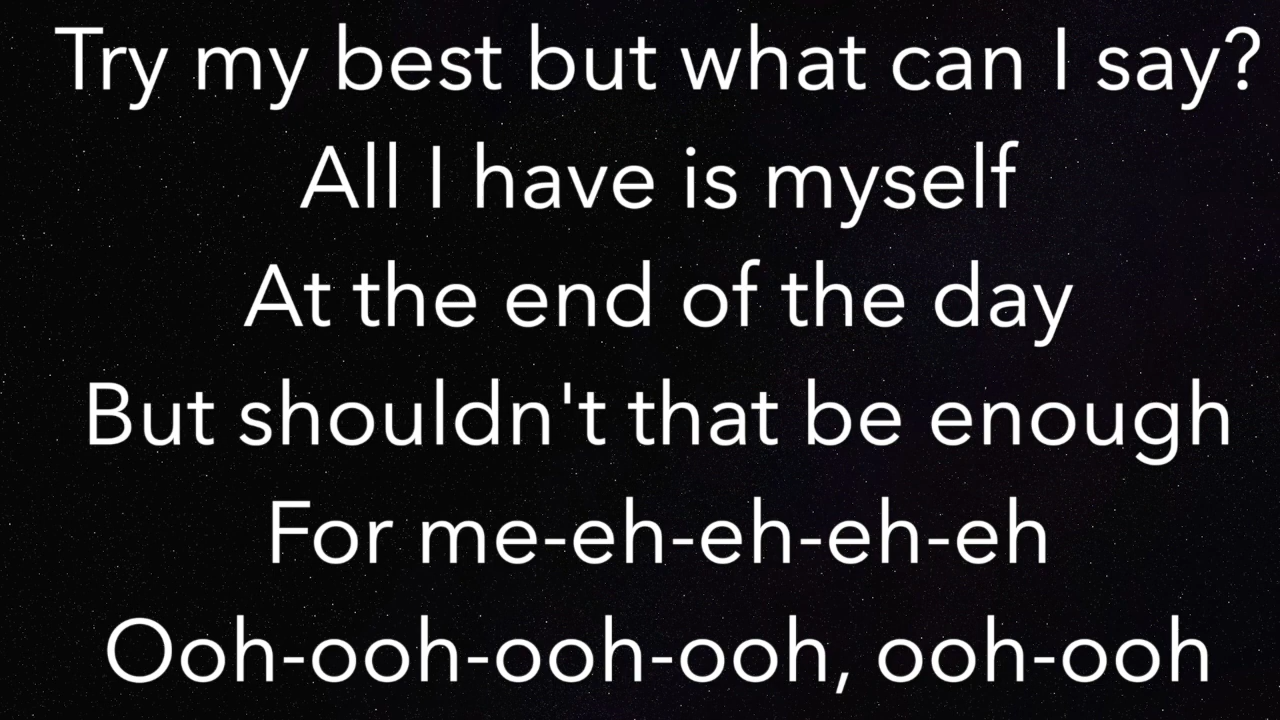 Try my best but what can I say?
All I have is myself
At the end of the day
But shouldn't that be enough
For me-eh-eh-eh-eh
Ooh-ooh-ooh-ooh, ooh-ooh